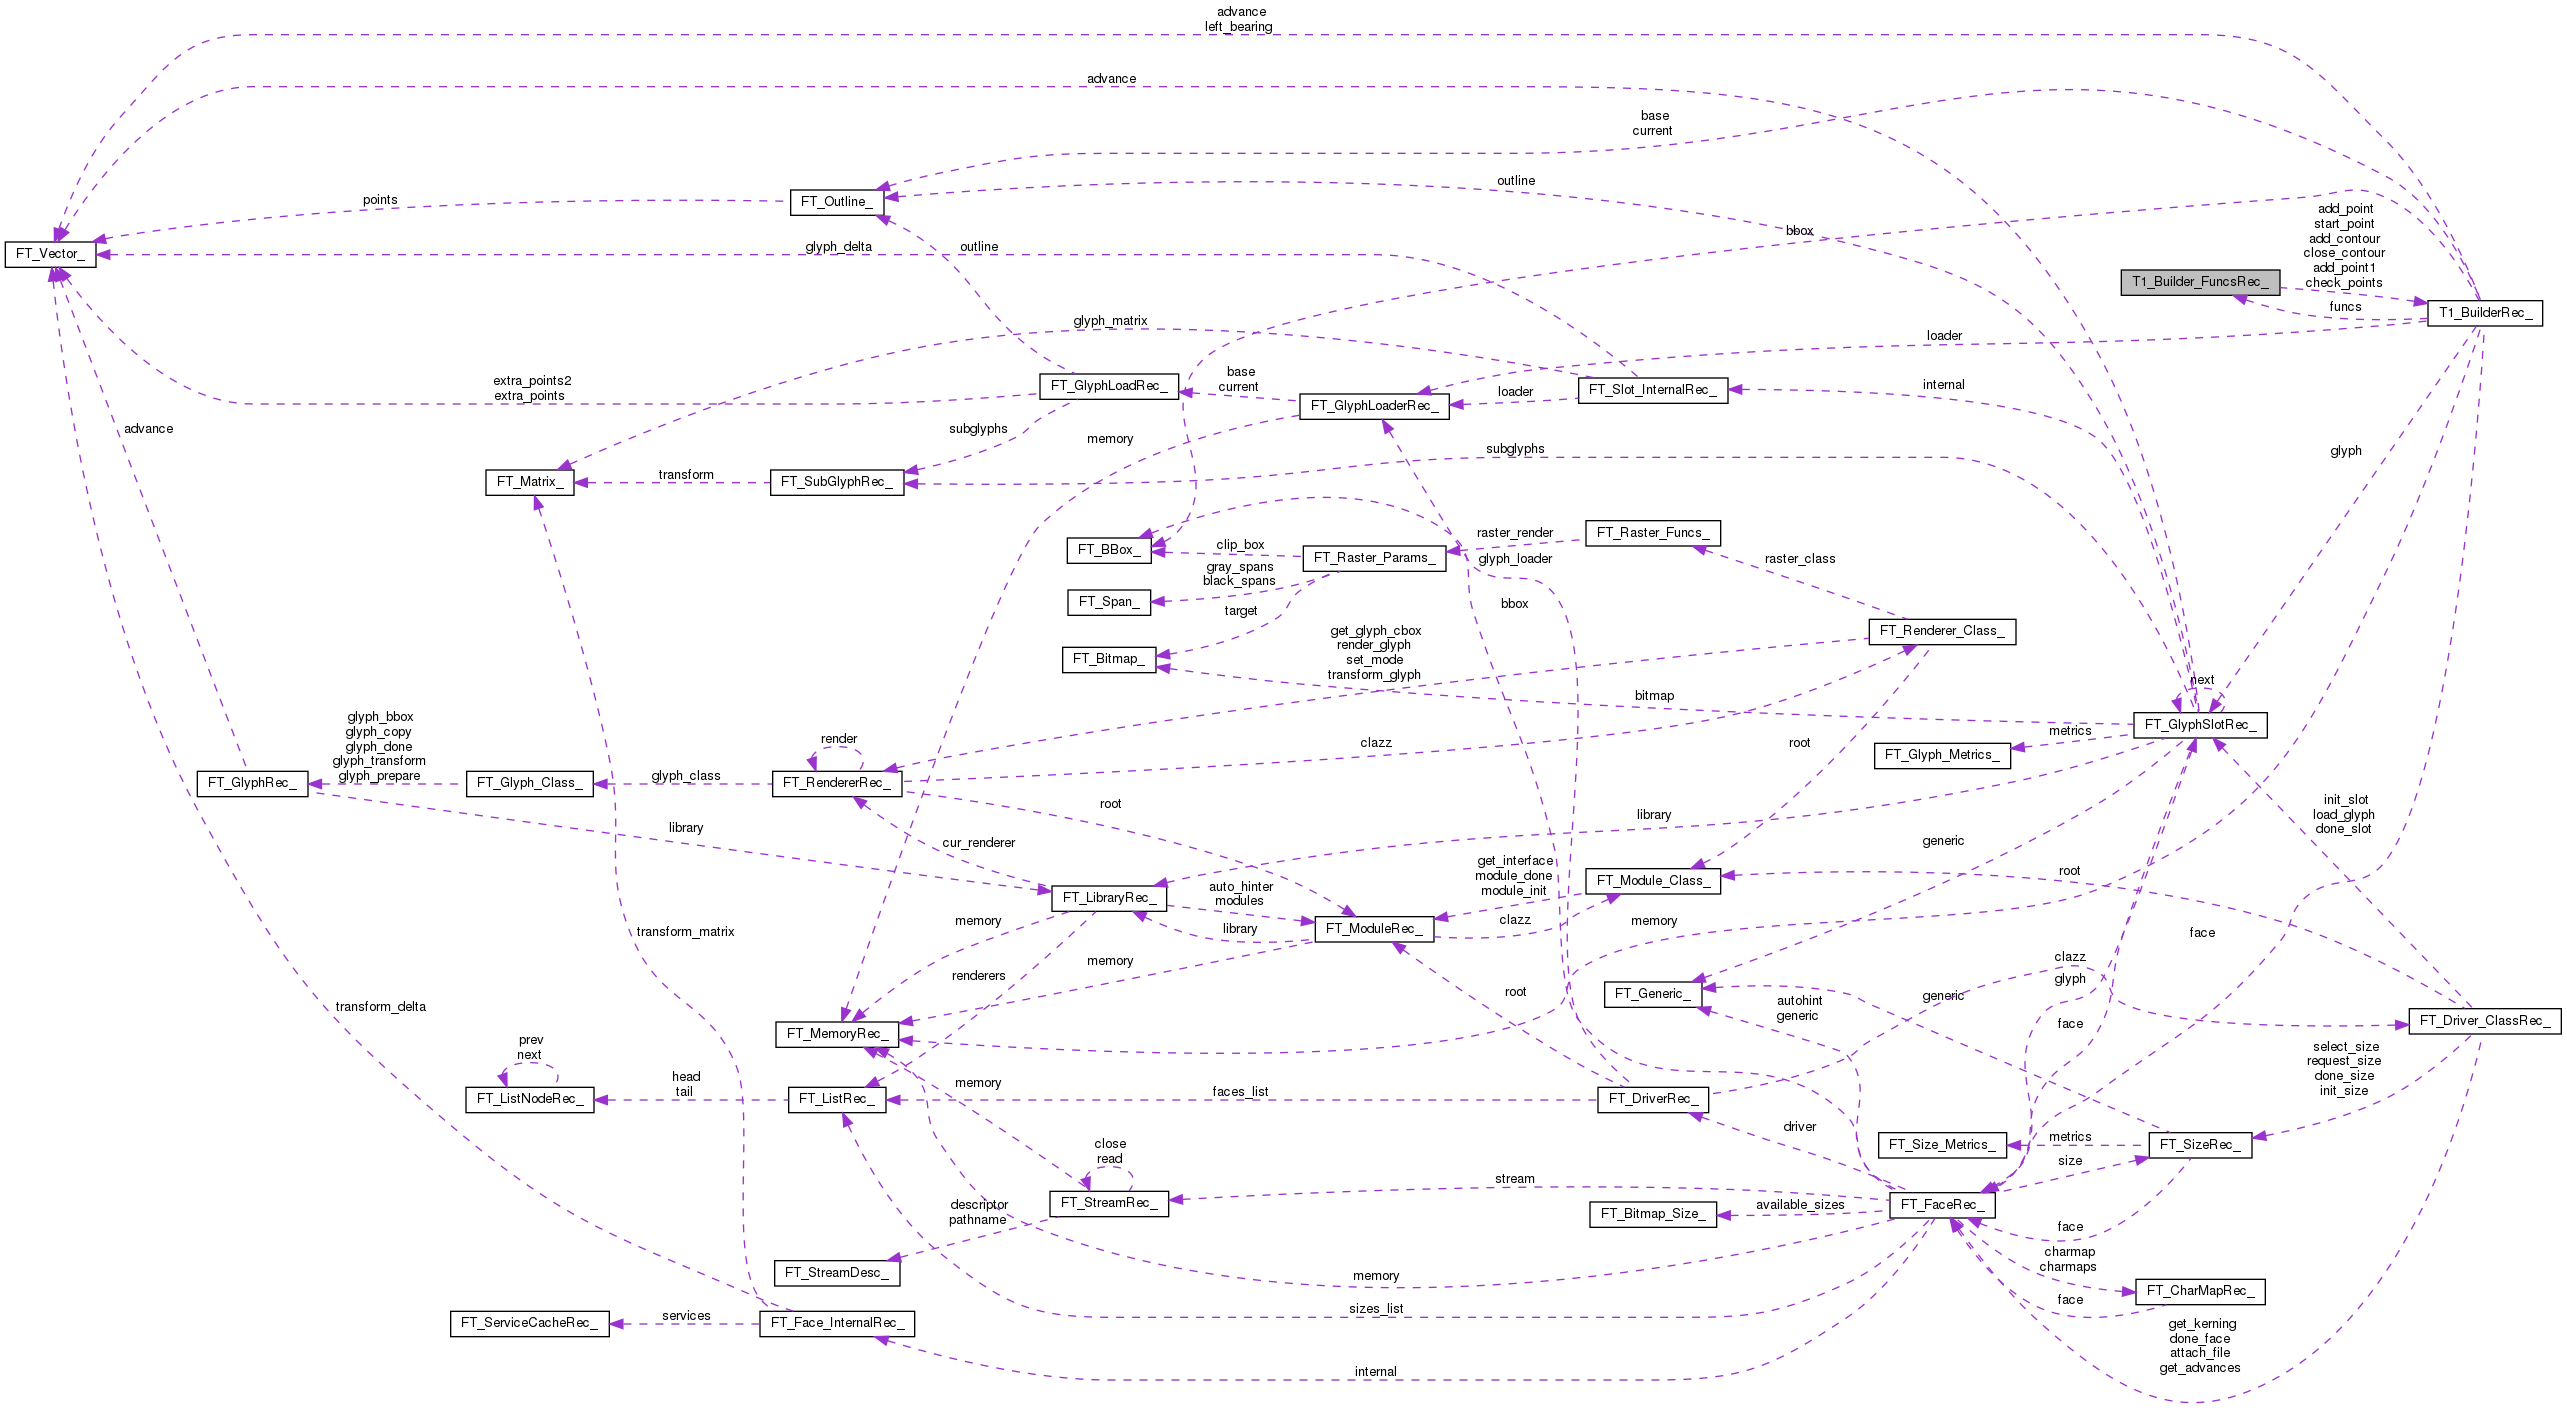 advance
left_bearing
advance
base
current
points
FT_Outline_
outline
FT_Vector_
glyph_delta
outline
bbox
add_point
start_point
add_contour
close_contour
add_point1
check_points
T1_Builder_FuncsRec_
funcs
T1_BuilderRec_
glyph_matrix
loader
extra_points2
extra_points
FT_GlyphLoadRec_
base
current
FT_GlyphLoaderRec_
loader
FT_Slot_InternalRec_
internal
advance
subglyphs
memory
subglyphs
glyph
FT_Matrix_
transform
FT_SubGlyphRec_
FT_BBox_
clip_box
FT_Raster_Params_
raster_render
FT_Raster_Funcs_
glyph_loader
raster_class
gray_spans
black_spans
FT_Span_
target
bbox
FT_Bitmap_
get_glyph_cbox
render_glyph
set_mode
transform_glyph
FT_Renderer_Class_
bitmap
next
FT_GlyphSlotRec_
metrics
FT_Glyph_Metrics_
glyph_bbox
glyph_copy
glyph_done
glyph_transform
glyph_prepare
render
clazz
root
FT_GlyphRec_
FT_Glyph_Class_
glyph_class
FT_RendererRec_
root
library
cur_renderer
library
generic
init_slot
load_glyph
done_slot
FT_LibraryRec_
auto_hinter
modules
get_interface
module_done
module_init
FT_Module_Class_
root
transform_matrix
memory
library
FT_ModuleRec_
clazz
memory
face
renderers
memory
root
clazz
glyph
FT_Generic_
autohint
generic
generic
transform_delta
FT_MemoryRec_
face
FT_Driver_ClassRec_
prev
next
FT_ListNodeRec_
head
tail
FT_ListRec_
memory
faces_list
FT_DriverRec_
select_size
request_size
done_size
init_size
driver
FT_Size_Metrics_
metrics
FT_SizeRec_
close
read
FT_StreamRec_
stream
size
FT_FaceRec_
descriptor
pathname
FT_Bitmap_Size_
available_sizes
face
FT_StreamDesc_
memory
charmap
charmaps
FT_CharMapRec_
face
FT_ServiceCacheRec_
services
FT_Face_InternalRec_
sizes_list
get_kerning
done_face
attach_file
get_advances
internal